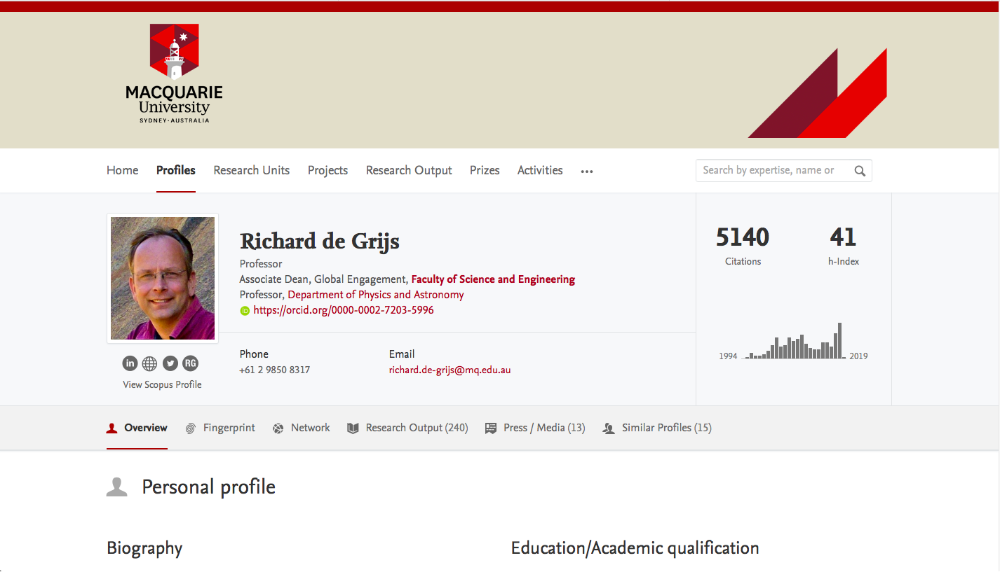 MACQUARIE
University
SYDNEY·AUSTRALIA
Home Profiles Research Units Projects Research Output Prizes Activities •••
Search by expertise, name or
Richard de Grijs
Professor
Associate Dean, Global Engagement, Faculty of Science and Engineering
Professor, Department of Physics and Astronomy
iD https://orcid.org/0000-0002-7203-5996
Phone
+61 2 9850 8317
Email
richard.de-grijs@mq.edu.au
5140
Citations
41
h-Index
1994 2019
in RG
View Scopus Profile
Overview Fingerprint Network Research Output (240) Press / Media (13) Similar Profiles (15)
Personal profile
Biography
Education/Academic qualification